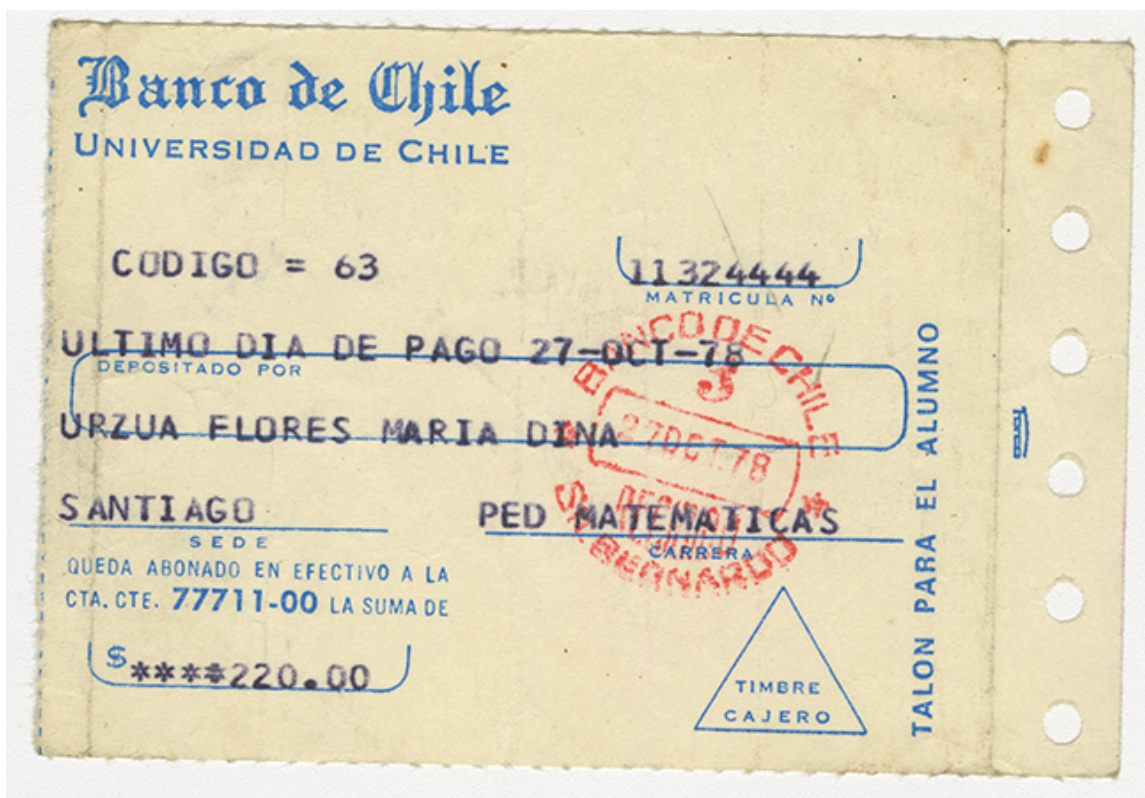 Banco de Chile
UNIVERSIDAD DE CHILE
CODIGO = 63
11324444
MATRICULA Nº
ULTIMO DIA DE PAGO 27-OCT-78
DEPOSITADO POR
URZUA FLORES MARIA DINA
SANTIAGO
SEDE
PED MATEMATICAS
CARRERA
QUEDA ABONADO EN EFECTIVO A LA
CTA. CTE. 77711-00 LA SUMA DE
$ ****220.00
TIMBRE
CAJERO
TALON PARA EL ALUMNO
BANCO DE CHILE
3
27 OCT. 78
BERNARDO